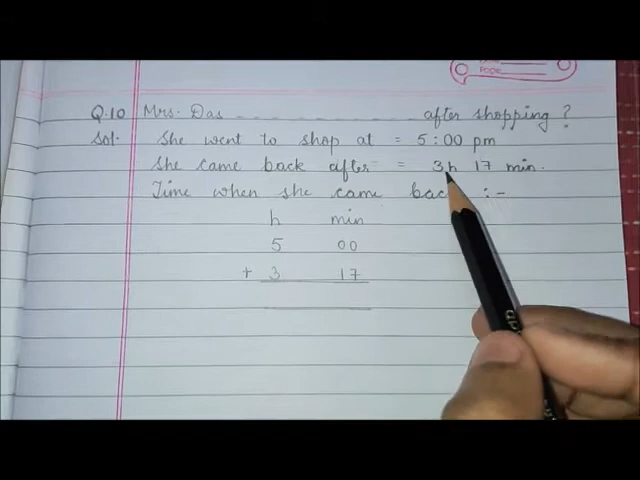 Q.10 Mrs. Das _ _ _ _ _ _ _ _ _ _ after shopping ?
Sol. She went to shop at = 5:00 pm
She came back after = 3h 17 min.
Time when she came bac :-
h min
5 00
+ 3 17